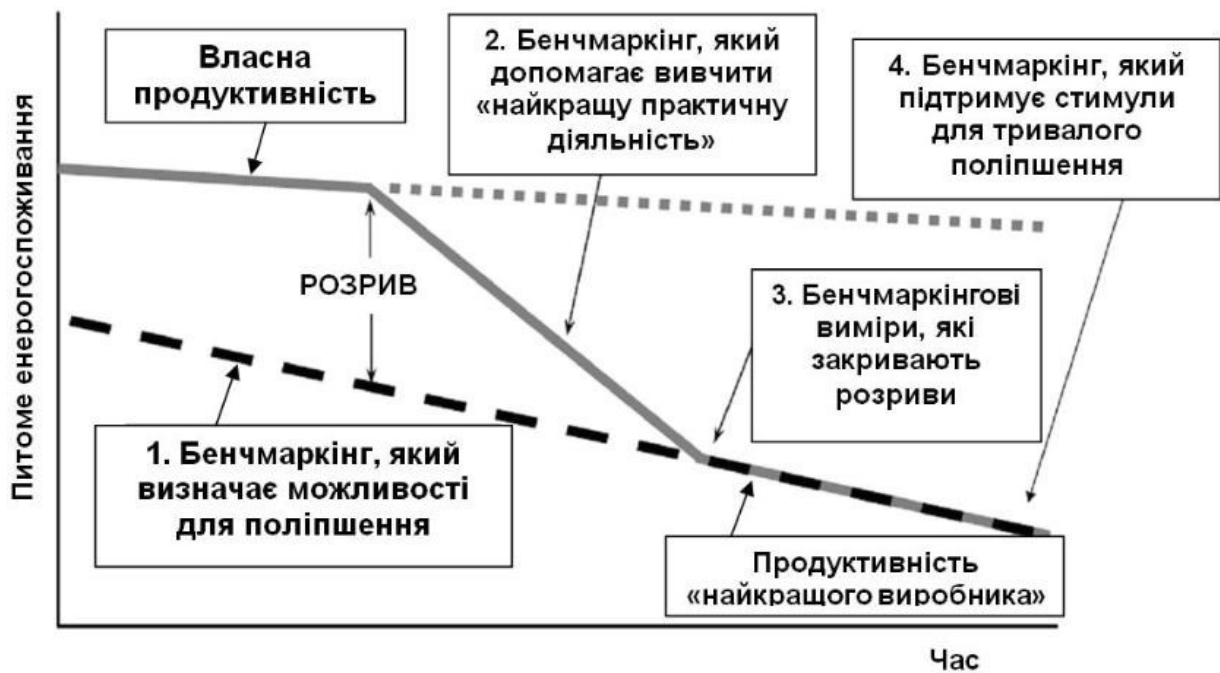 Власна
продуктивність
2. Бенчмаркінг, який
допомагає вивчити
«найкращу практичну
діяльність»
4. Бенчмаркінг, який
підтримує стимули
для тривалого
поліпшення
Питоме енерогоспоживання
РОЗРИВ
3. Бенчмаркінгові
виміри, які
закривають
розриви
1. Бенчмаркінг, який
визначає можливості
для поліпшення
Продуктивність
«найкращого виробника»
Час